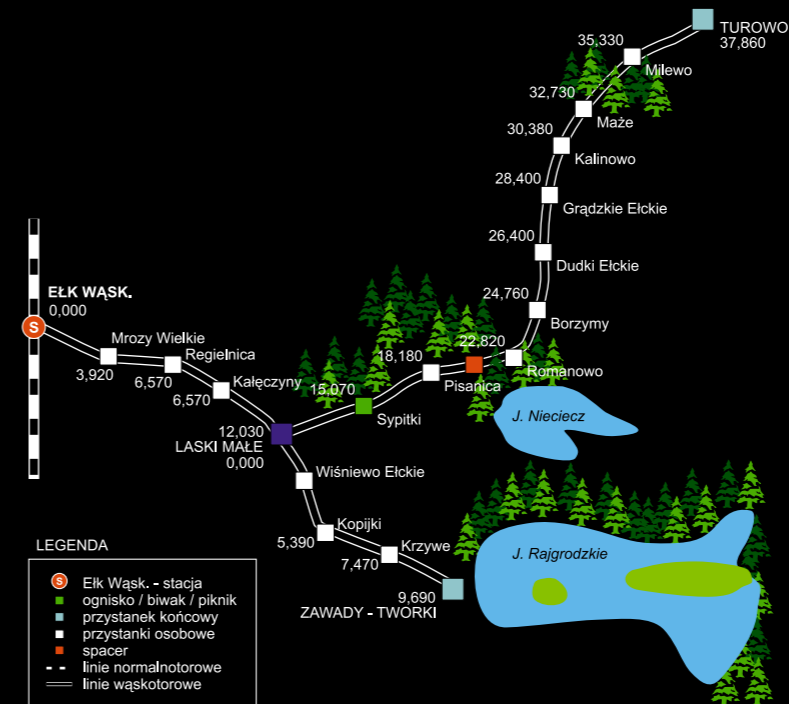 TUROWO
37,860
35,330
Milewo
32,730
Maże
30,380
Kalinowo
28,400
Grądzkie Ełckie
26,400
Dudki Ełckie
24,760
Borzymy
22,820
Romanowo
18,180
Pisanica
15,070
Sypitki
EŁK WĄSK.
0,000
S
Mrozy Wielkie
3,920
Regielnica
6,570
Kałęczyny
6,570
12,030
LASKI MAŁE
0,000
Wiśniewo Ełckie
Kopijki
5,390
Krzywe
7,470
9,690
ZAWADY - TWORKI
J. Nieciecz
J. Rajgrodzkie
LEGENDA
S Ełk Wąsk. - stacja
ognisko / biwak / piknik
przystanek końcowy
przystanki osobowe
spacer
linie normalnotorowe
linie wąskotorowe